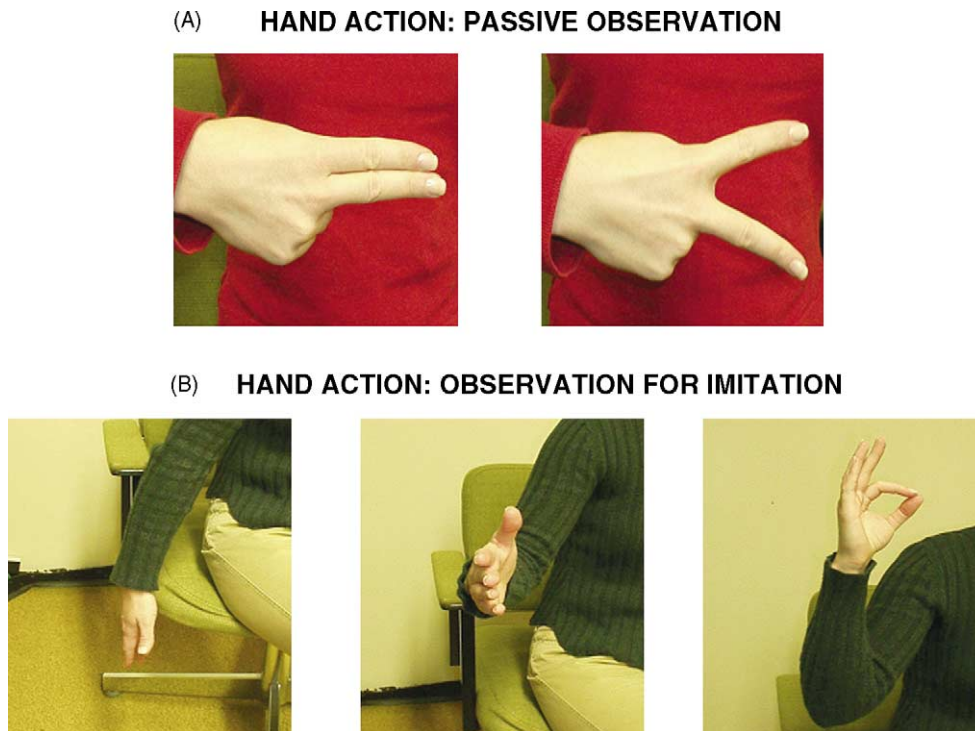 (A) HAND ACTION: PASSIVE OBSERVATION
(B) HAND ACTION: OBSERVATION FOR IMITATION